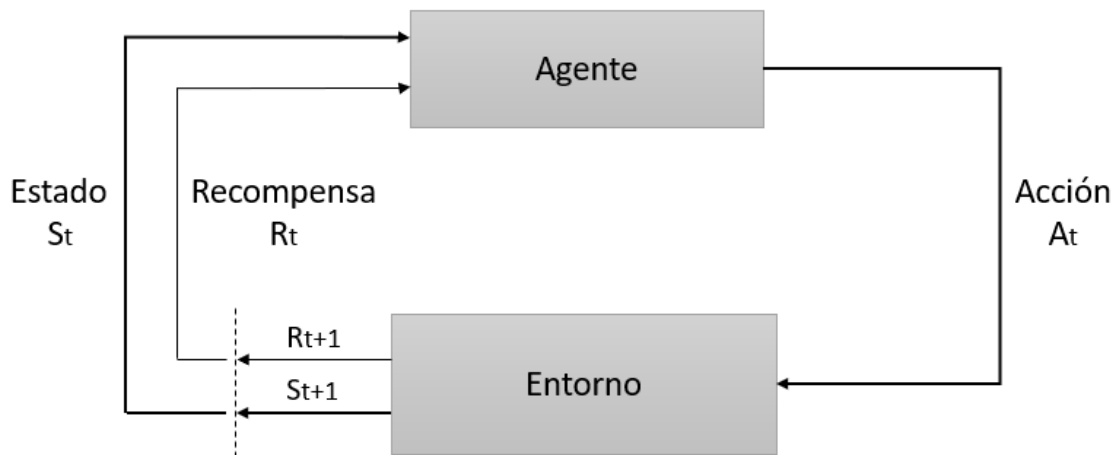 Agente
Estado
St
Recompensa
Rt
Acción
At
Rt+1
St+1
Entorno